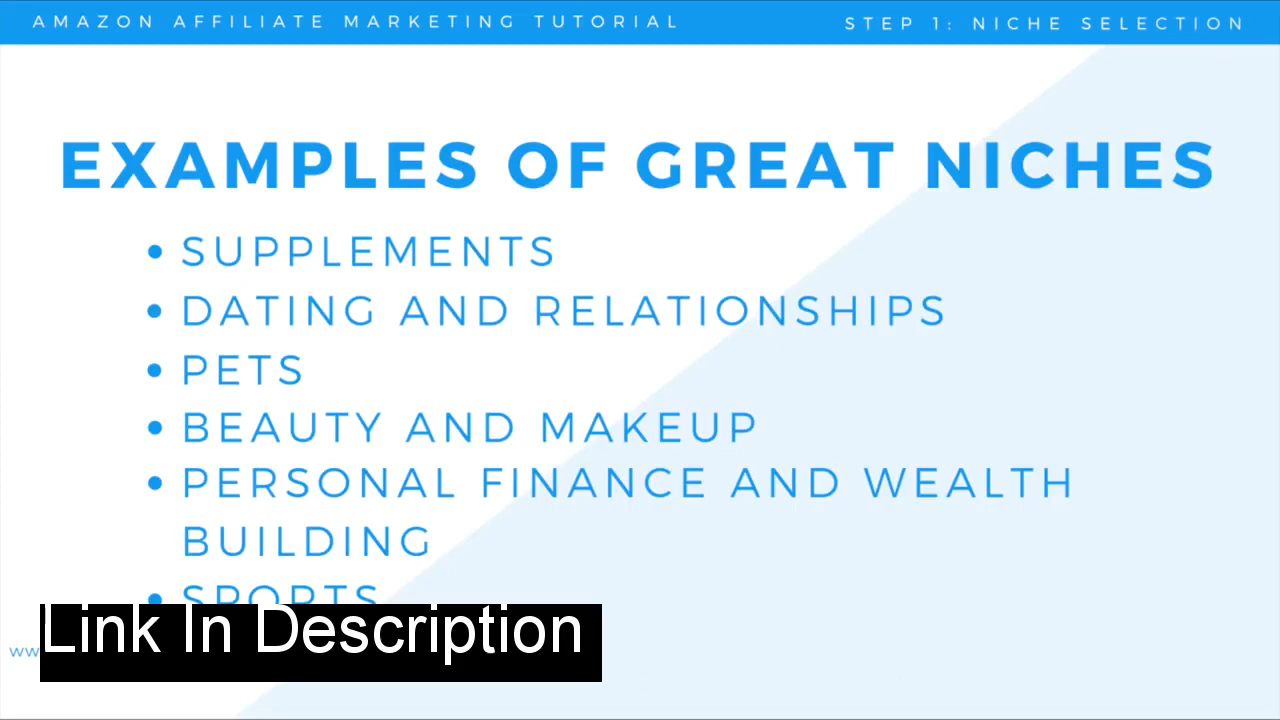 AMAZON AFFILIATE MARKETING TUTORIAL
STEP 1: NICHE SELECTION
EXAMPLES OF GREAT NICHES
• SUPPLEMENTS
• DATING AND RELATIONSHIPS
• PETS
• BEAUTY AND MAKEUP
• PERSONAL FINANCE AND WEALTH
BUILDING
• SPORTS
Link In Description